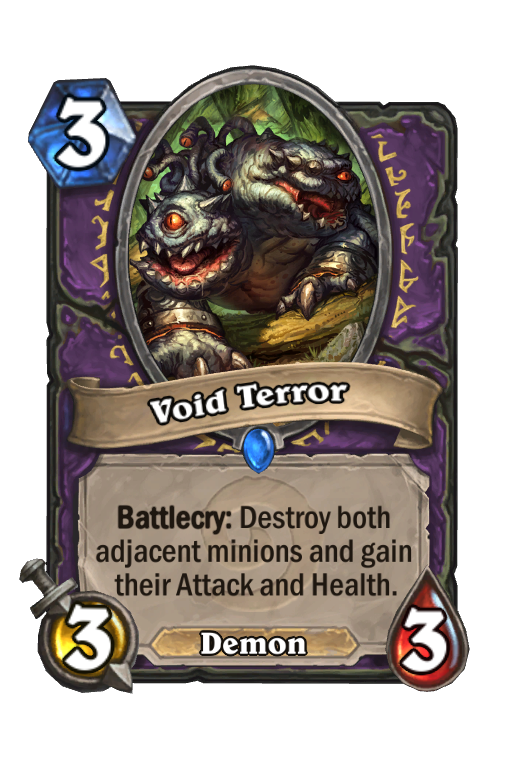 3
Void Terror
Battlecry: Destroy both
adjacent minions and gain
their Attack and Health.
3
Demon
3